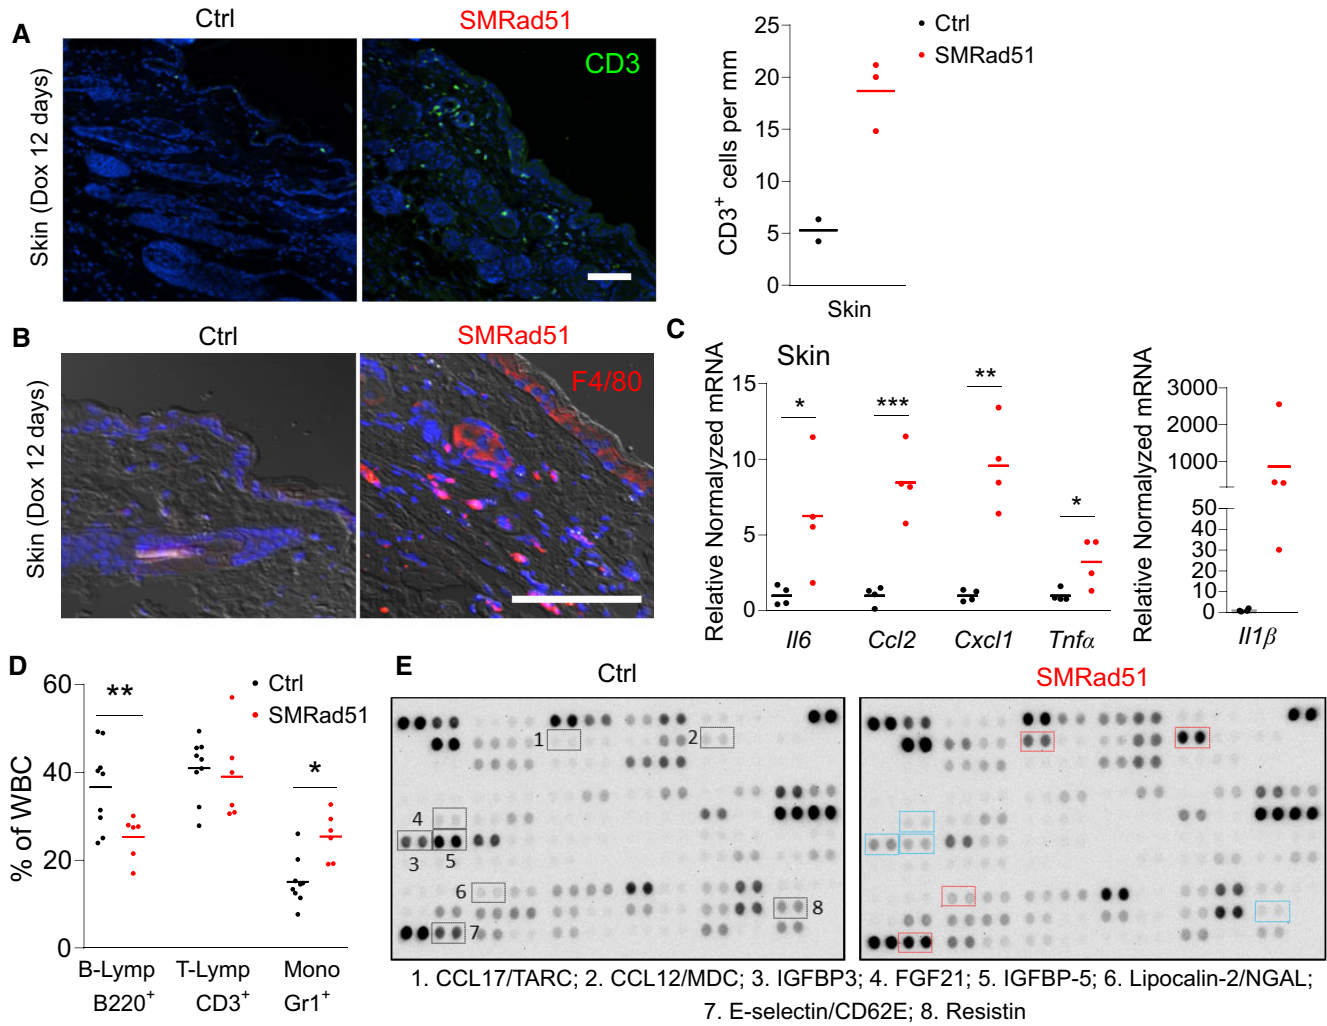 A
Ctrl
SMRad51
Skin (Dox 12 days)
CD3
CD3+ cells per mm
25
20
15
10
5
0
Skin
Ctrl
SMRad51
B
Ctrl
SMRad51
Skin (Dox 12 days)
F4/80
C
Skin
Relative Normalized mRNA
15
10
5
0
*
***
**
*
Il6
Ccl2
Cxcl1
Tnfα
Relative Normalized mRNA
3000
2000
1000
50
40
30
20
10
0
Il1β
D
% of WBC
60
40
20
0
**
*
Ctrl
SMRad51
B-Lymp T-Lymp Mono
B220+ CD3+ Gr1+
E
Ctrl
SMRad51
1
2
4
3
5
6
7
8
1. CCL17/TARC; 2. CCL12/MDC; 3. IGFBP3; 4. FGF21; 5. IGFBP-5; 6. Lipocalin-2/NGAL;
7. E-selectin/CD62E; 8. Resistin